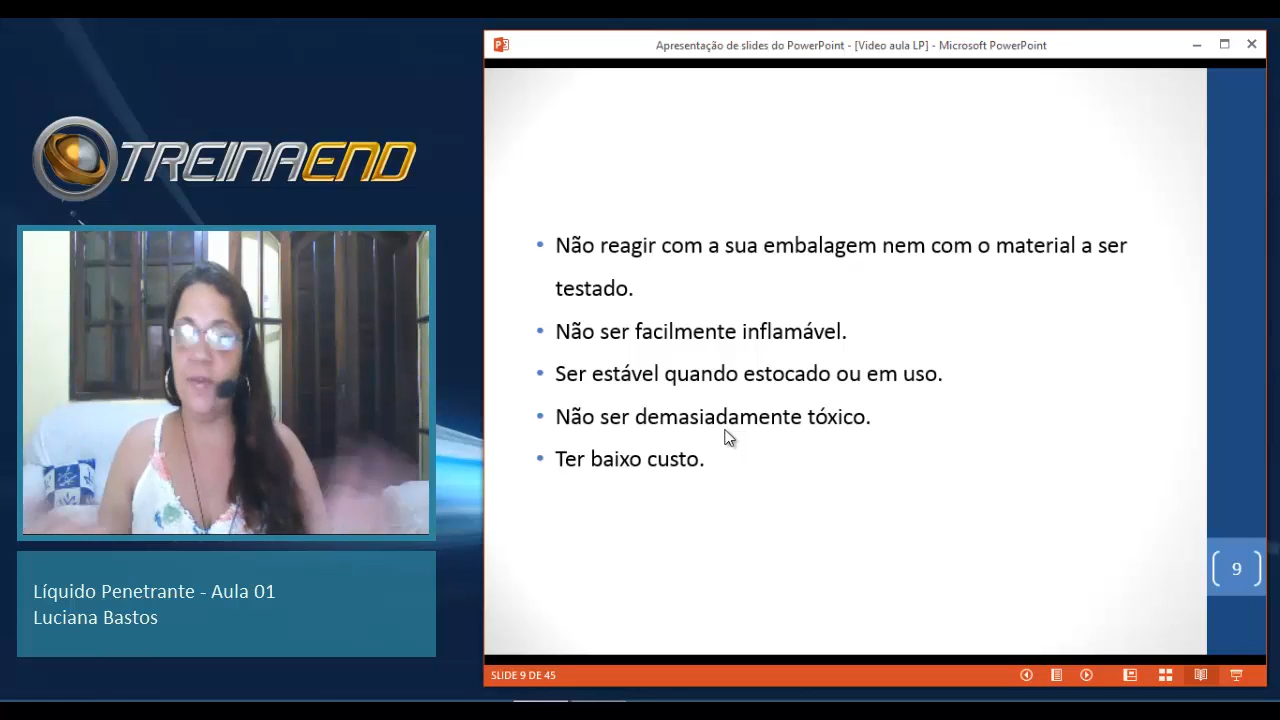 Apresentação de slides do PowerPoint - [Video aula LP] - Microsoft PowerPoint
TREINAEND
• Não reagir com a sua embalagem nem com o material a ser
testado.
• Não ser facilmente inflamável.
• Ser estável quando estocado ou em uso.
• Não ser demasiadamente tóxico.
• Ter baixo custo.
9
Líquido Penetrante - Aula 01
Luciana Bastos
SLIDE 9 DE 45